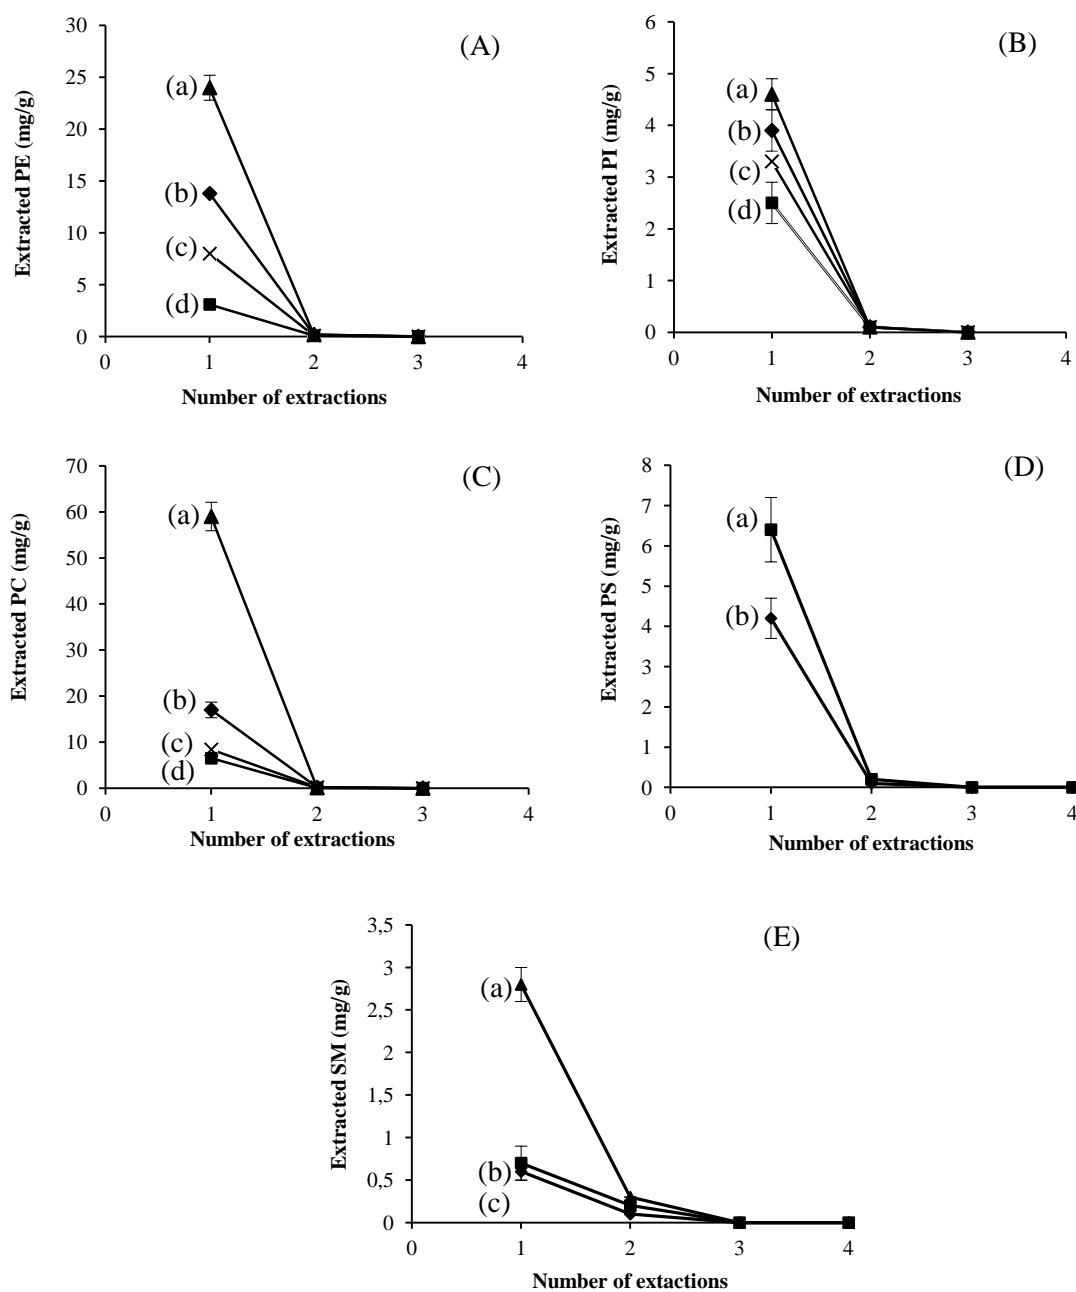 (A)
Extracted PE (mg/g)
35
30
25
20
15
10
5
0
(a)
(b)
(c)
(d)
0 1 2 3 4
Number of extractions
(B)
Extracted PI (mg/g)
6
5
4
3
2
1
0
(a)
(b)
(c)
(d)
0 1 2 3 4
Number of extractions
(C)
Extracted PC (mg/g)
70
60
50
40
30
20
10
0
(a)
(b)
(c)
(d)
0 1 2 3 4
Number of extractions
(D)
Extracted PS (mg/g)
8
7
6
5
4
3
2
1
0
(a)
(b)
0 1 2 3 4
Number of extractions
(E)
Extracted SM (mg/g)
3,5
3
2,5
2
1,5
1
0,5
0
(a)
(b)
(c)
0 1 2 3 4
Number of extactions